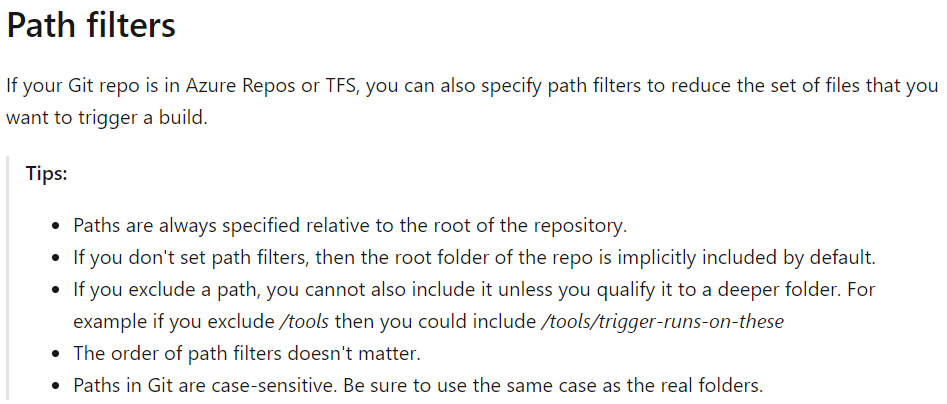 Path filters
If your Git repo is in Azure Repos or TFS, you can also specify path filters to reduce the set of files that you
want to trigger a build.
Tips:
• Paths are always specified relative to the root of the repository.
• If you don't set path filters, then the root folder of the repo is implicitly included by default.
• If you exclude a path, you cannot also include it unless you qualify it to a deeper folder. For
example if you exclude /tools then you could include /tools/trigger-runs-on-these
• The order of path filters doesn't matter.
• Paths in Git are case-sensitive. Be sure to use the same case as the real folders.